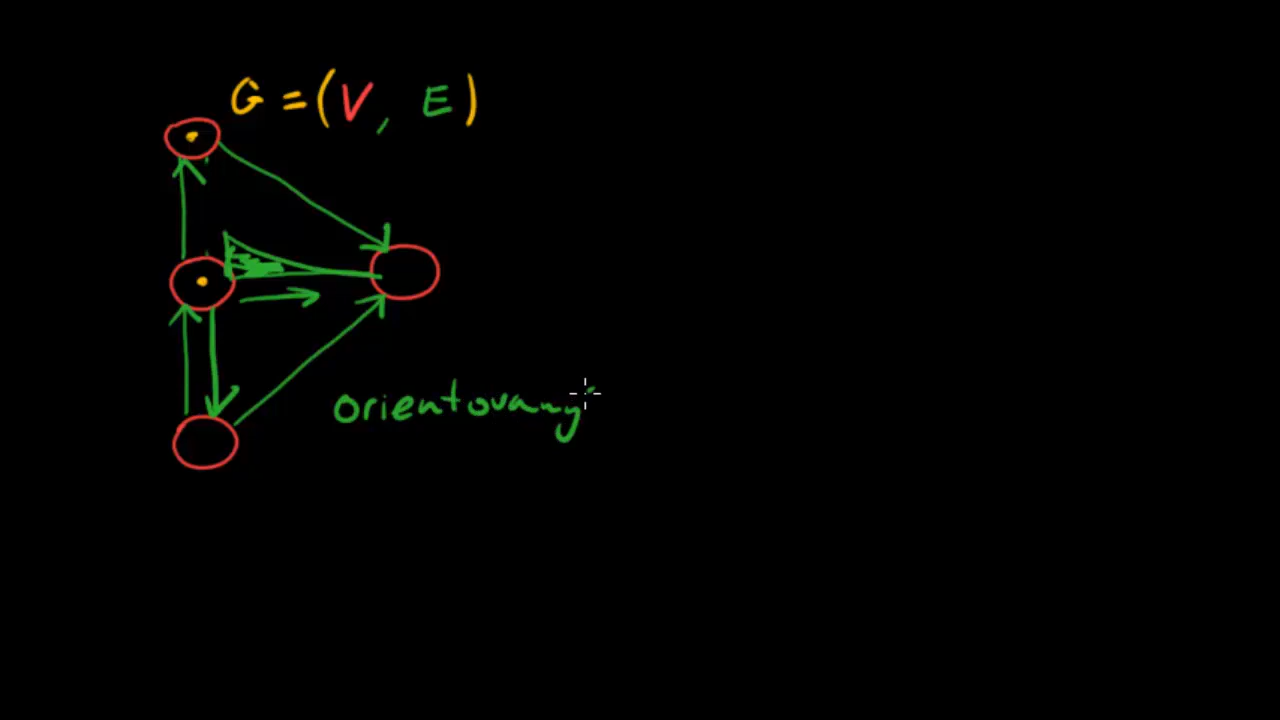 G = (V, E)
orientovaný